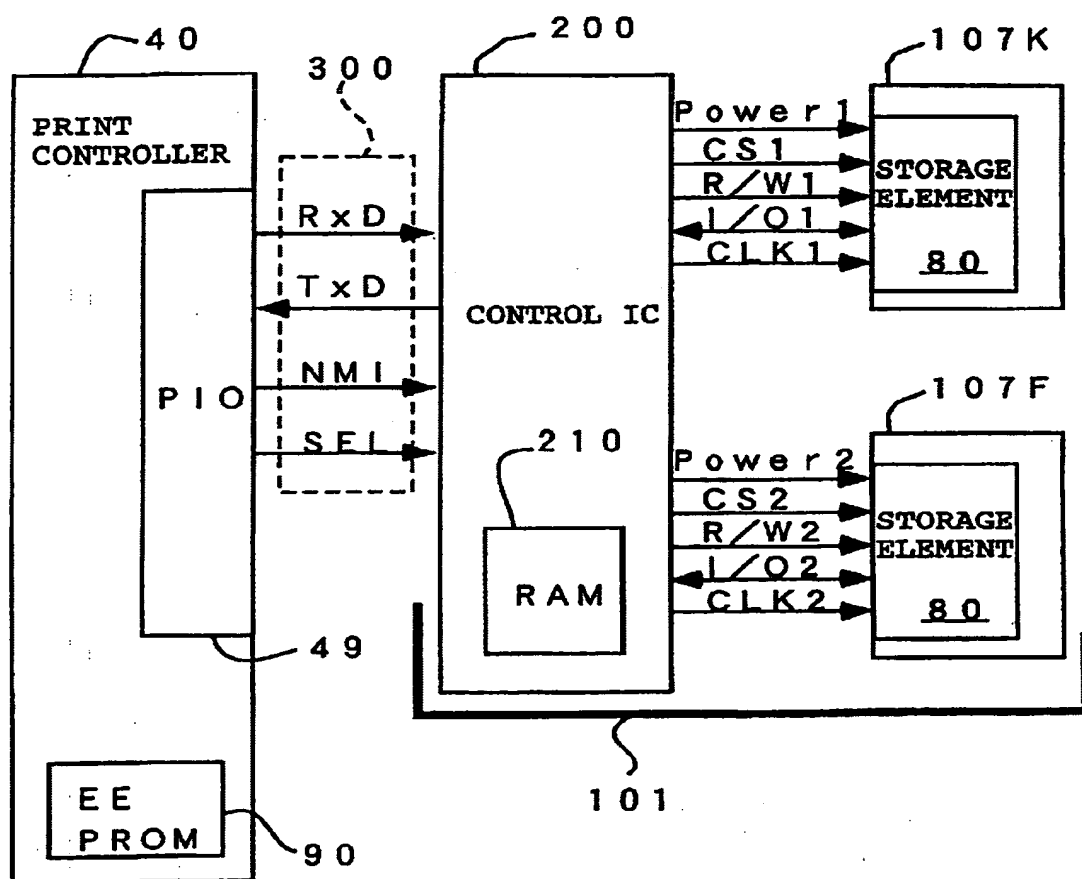 40
200
107K
300
PRINT
CONTROLLER
Power1
CS1
R/W1
I/O1
CLK1
STORAGE
ELEMENT
80
RxD
TxD
NMI
SEL
PIO
CONTROL IC
107F
210
Power2
CS2
R/W2
I/O2
CLK2
STORAGE
ELEMENT
80
RAM
49
101
EE
PROM
90